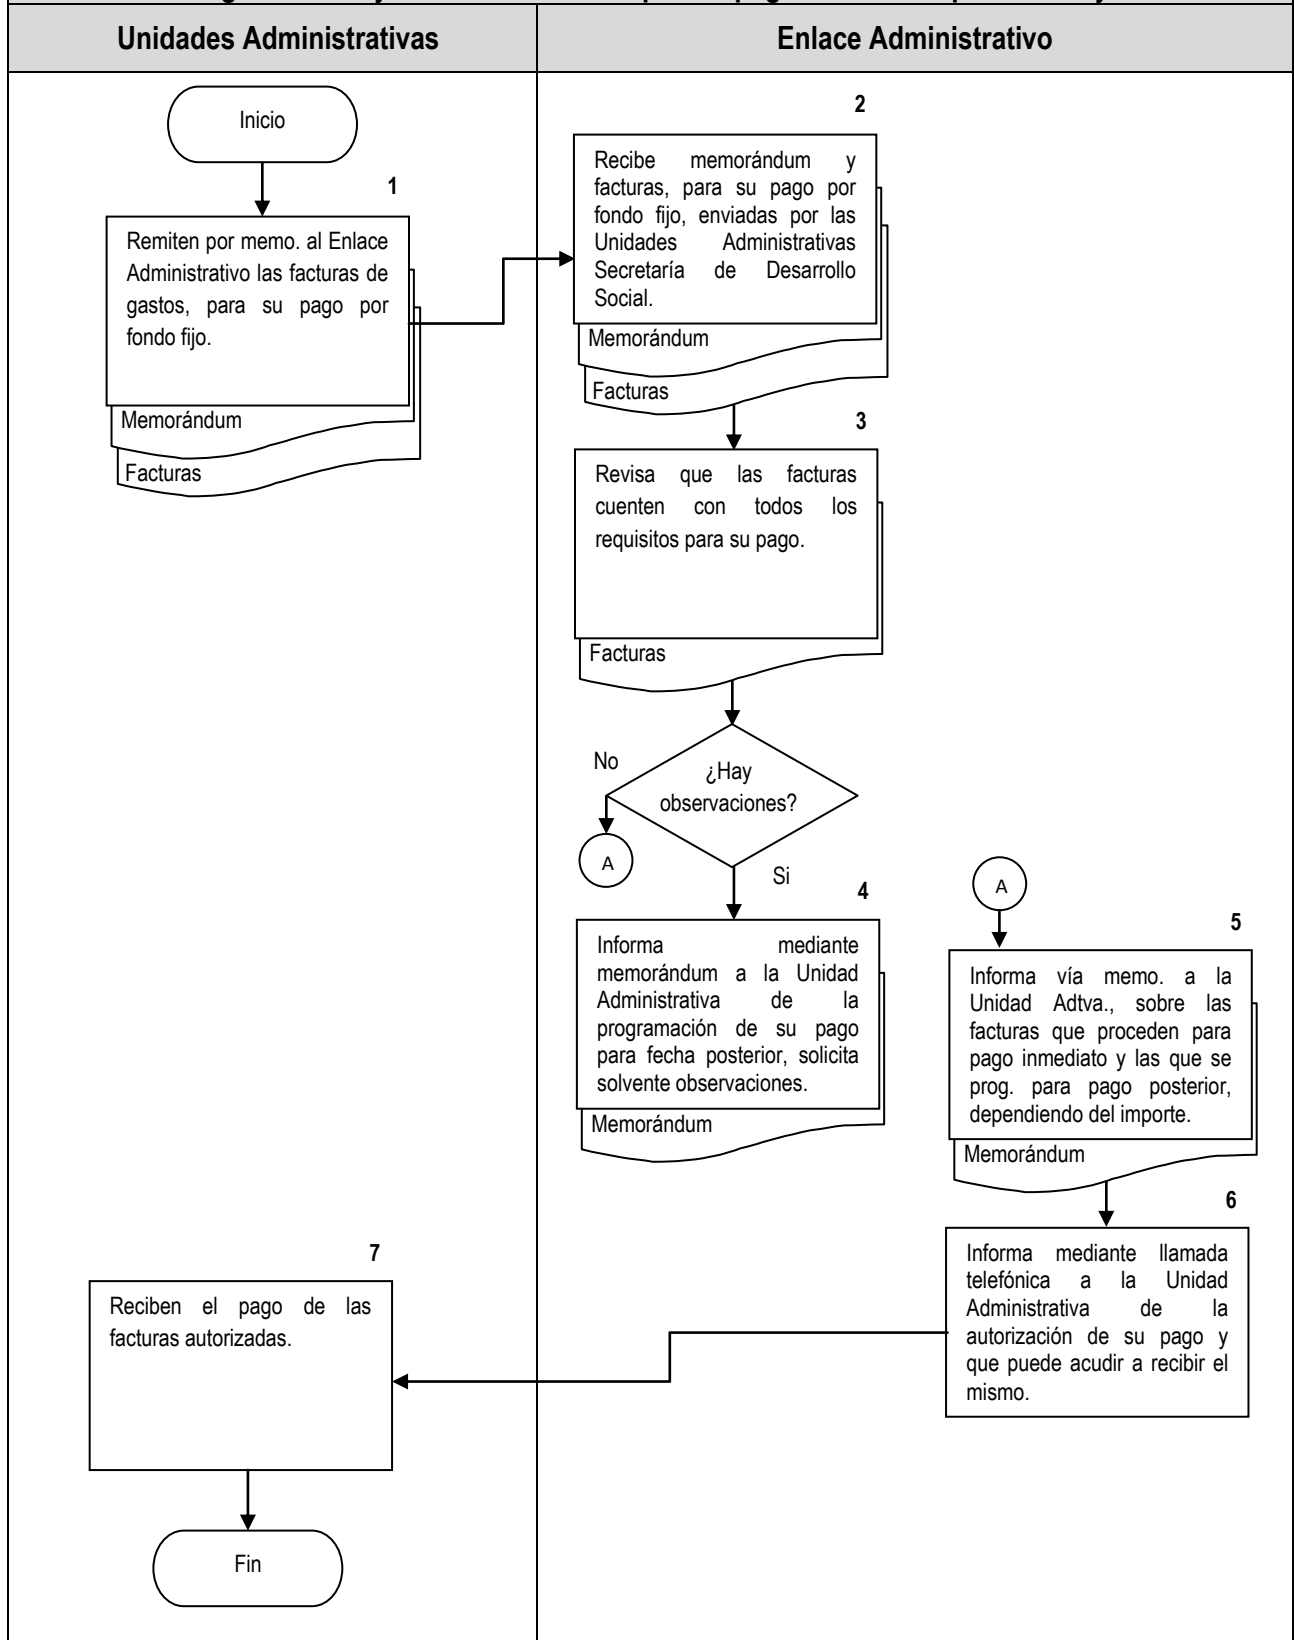 Unidades Administrativas
Enlace Administrativo
Inicio
1
Remiten por memo. al Enlace
Administrativo las facturas de
gastos, para su pago por
fondo fijo.
Memorándum
Facturas
2
Recibe memorándum y
facturas, para su pago por
fondo fijo, enviadas por las
Unidades Administrativas
Secretaría de Desarrollo
Social.
Memorándum
Facturas
3
Revisa que las facturas
cuenten con todos los
requisitos para su pago.
Facturas
No
¿Hay
observaciones?
A
Si
4
Informa mediante
memorándum a la Unidad
Administrativa de la
programación de su pago
para fecha posterior, solicita
solvente observaciones.
Memorándum
A
5
Informa vía memo. a la
Unidad Adtva., sobre las
facturas que proceden para
pago inmediato y las que se
prog. para pago posterior,
dependiendo del importe.
Memorándum
6
Informa mediante llamada
telefónica a la Unidad
Administrativa de la
autorización de su pago y
que puede acudir a recibir el
mismo.
7
Reciben el pago de las
facturas autorizadas.
Fin